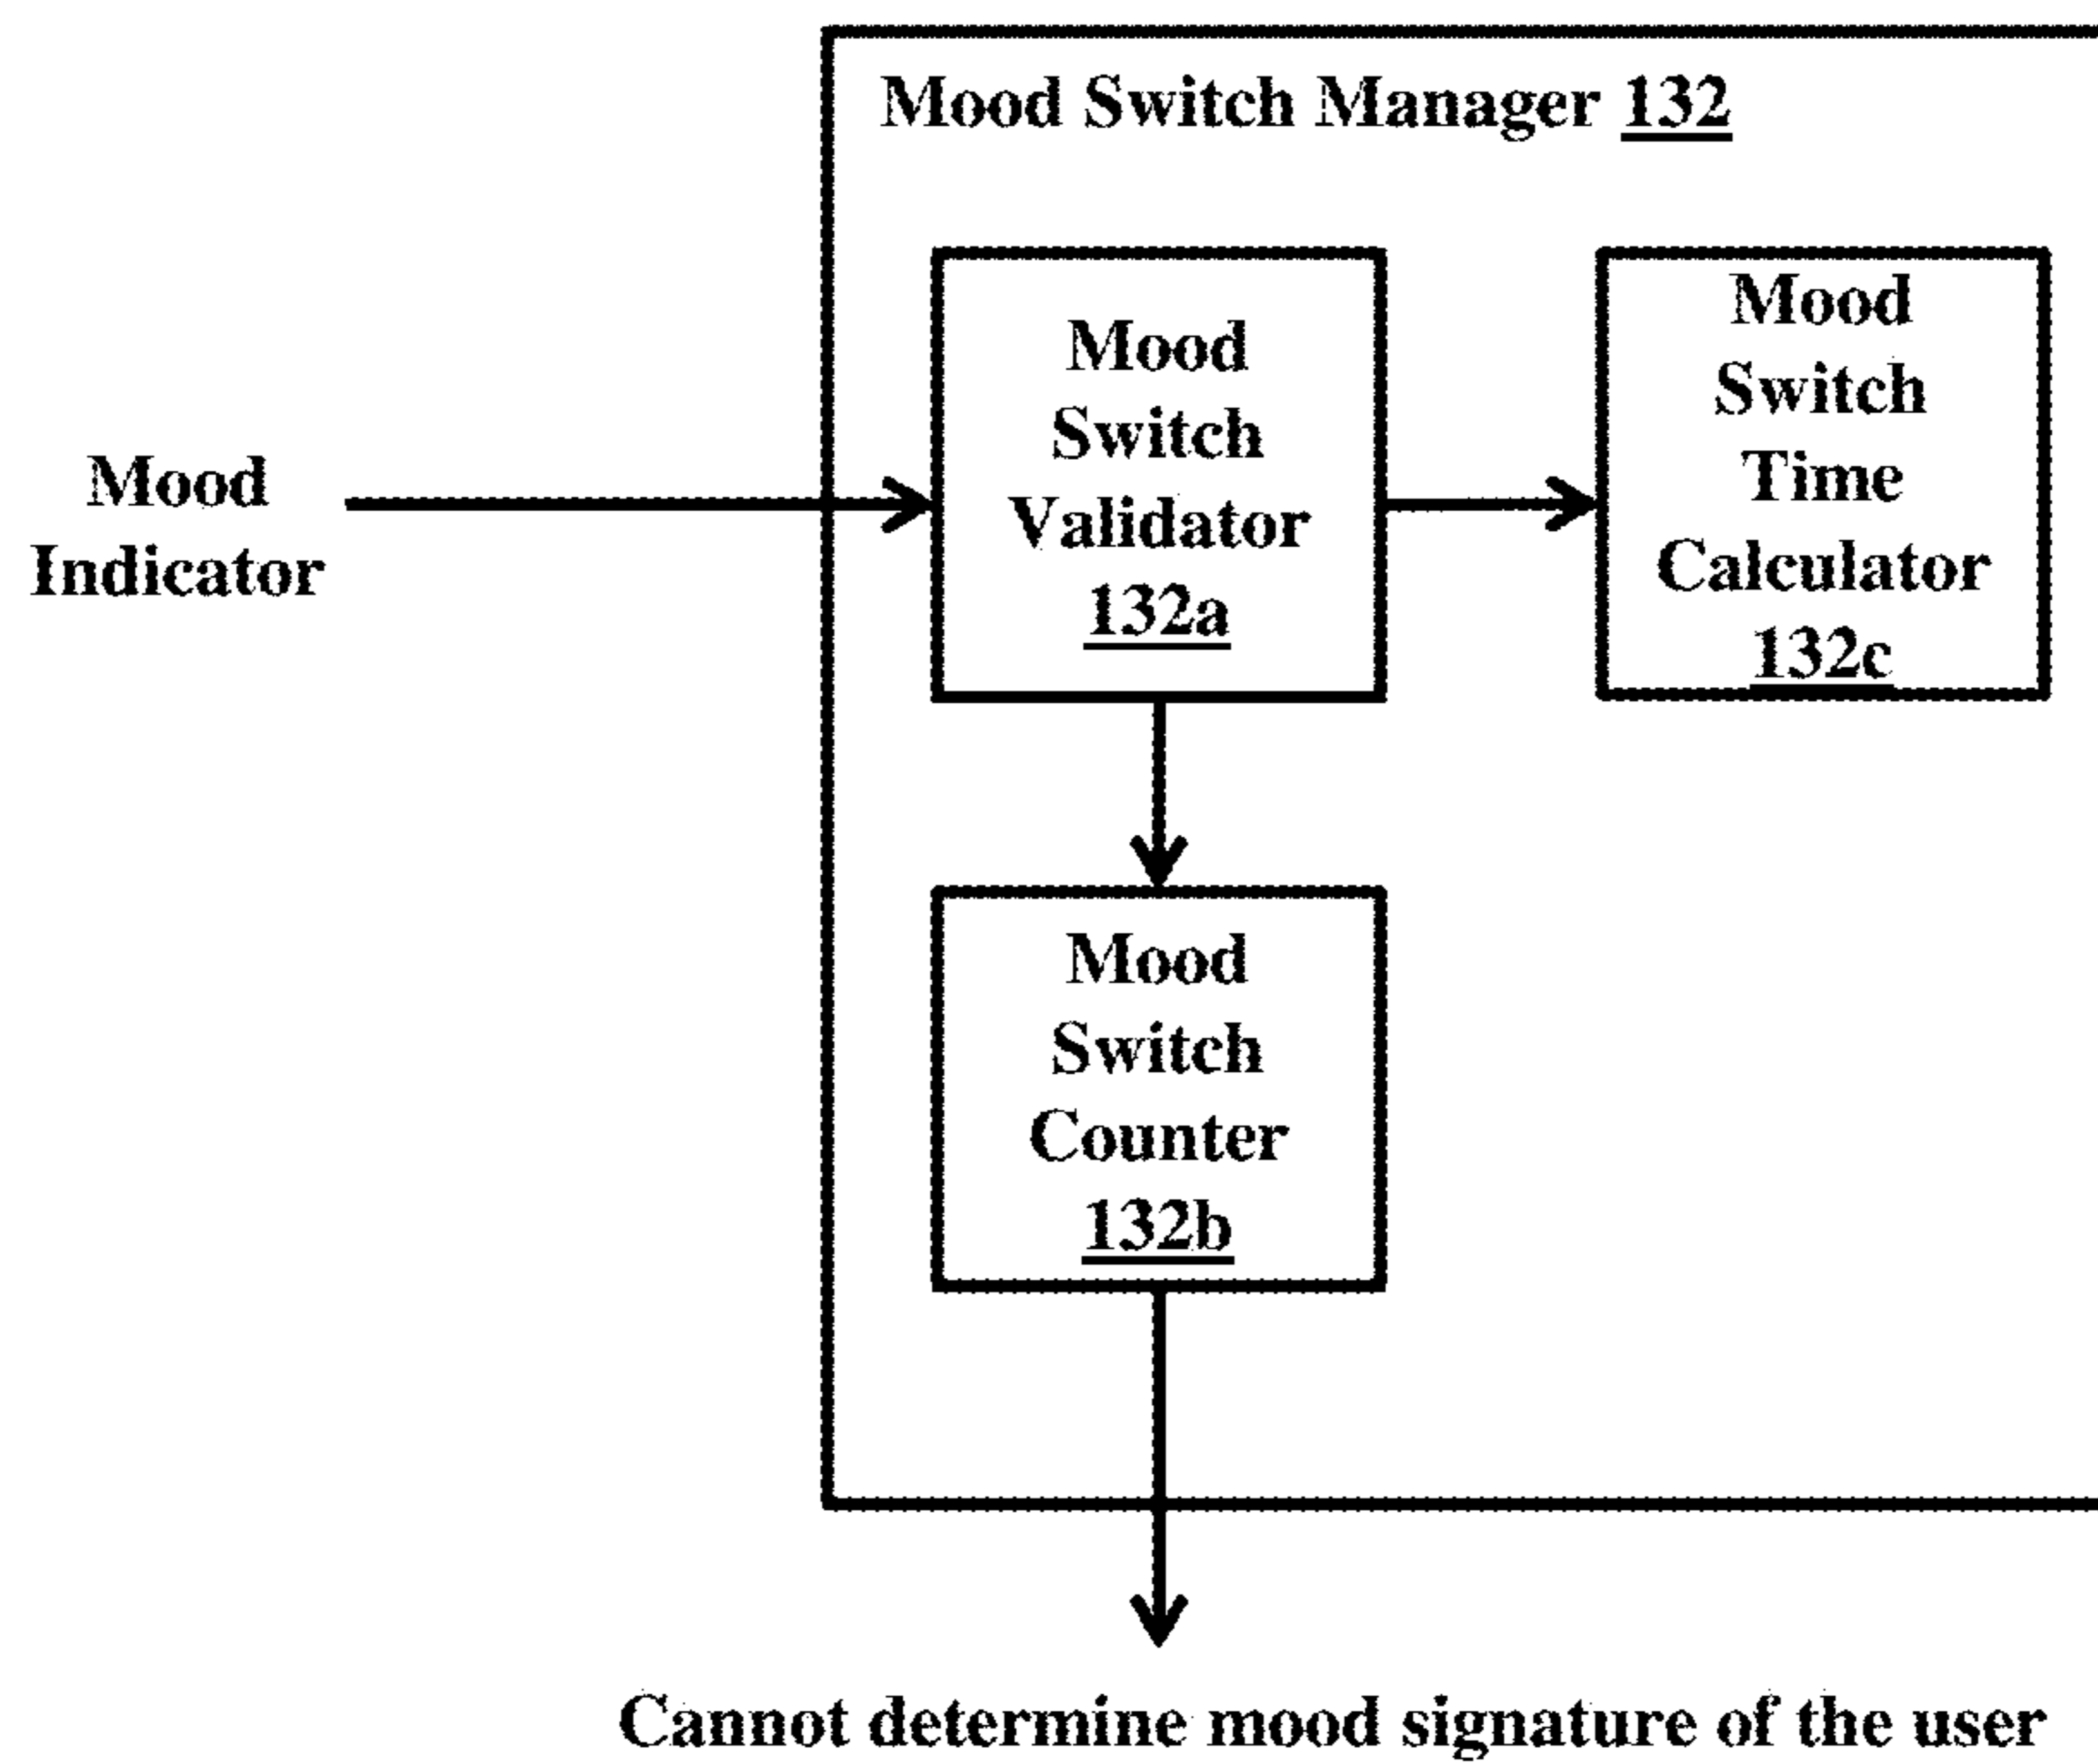 Mood Switch Manager 132
Mood
Switch
Validator
132a
Mood
Switch
Time
Calculator
132c
Mood
Indicator
Mood
Switch
Counter
132b
Cannot determine mood signature of the user